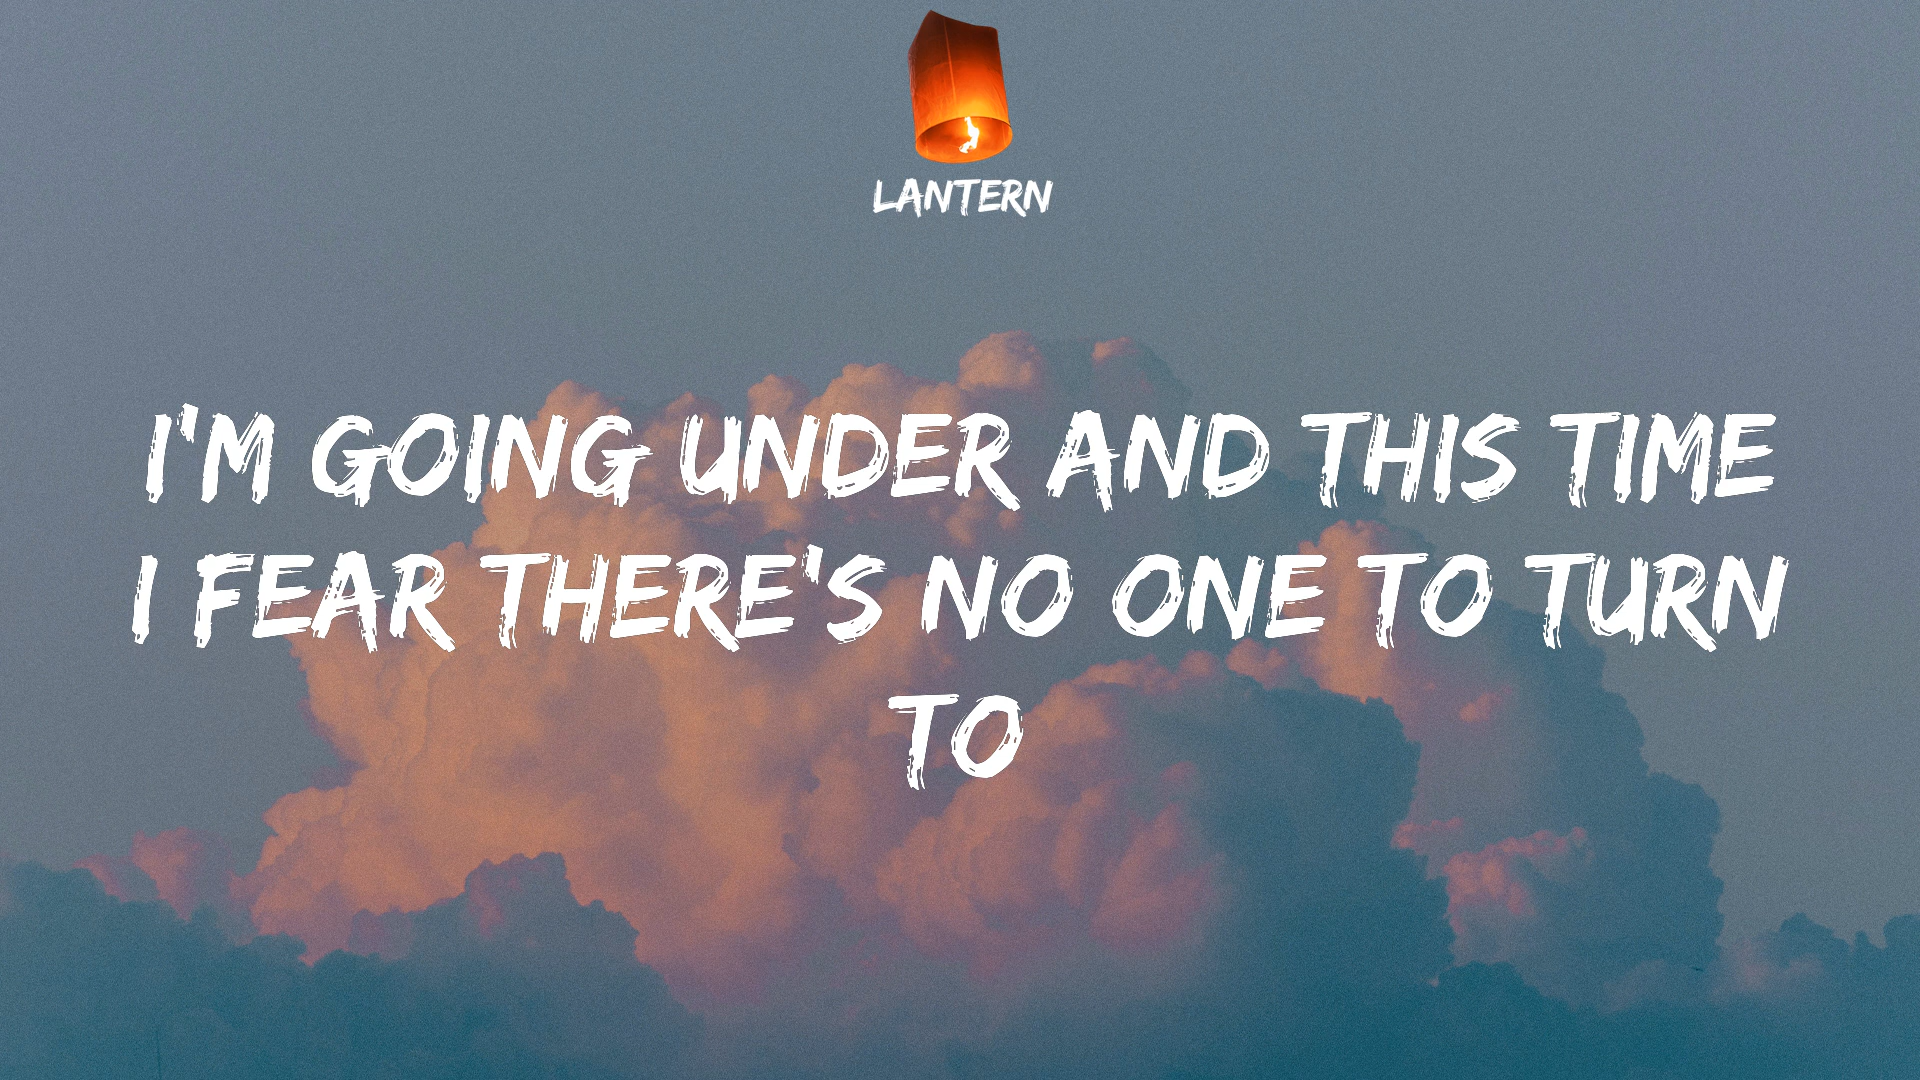 LANTERN
I'M GOING UNDER AND THIS TIME
I FEAR THERE'S NO ONE TO TURN
TO